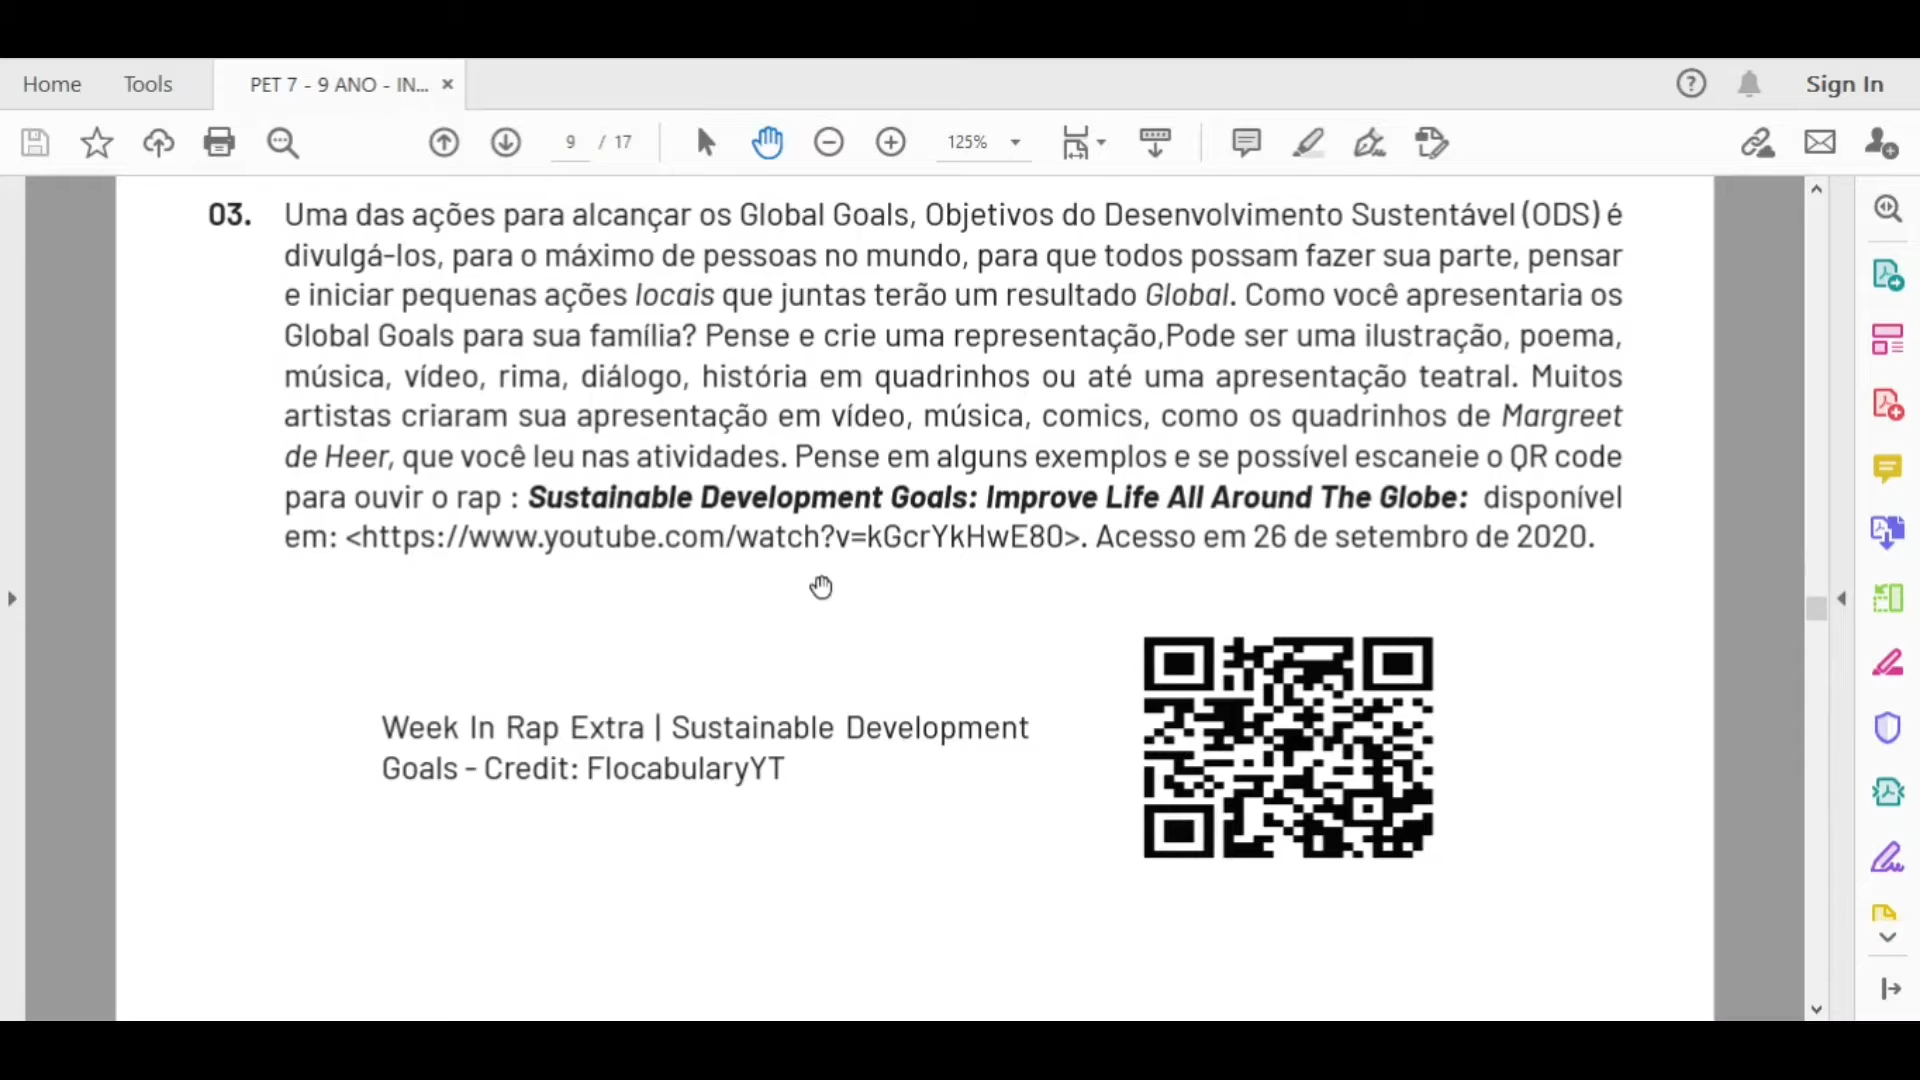 Home Tools PET 7 - 9 ANO - IN... × Sign In
9 / 17 125%
03. Uma das ações para alcançar os Global Goals, Objetivos do Desenvolvimento Sustentável (ODS) é
divulgá-los, para o máximo de pessoas no mundo, para que todos possam fazer sua parte, pensar
e iniciar pequenas ações locais que juntas terão um resultado Global. Como você apresentaria os
Global Goals para sua família? Pense e crie uma representação,Pode ser uma ilustração, poema,
música, vídeo, rima, diálogo, história em quadrinhos ou até uma apresentação teatral. Muitos
artistas criaram sua apresentação em vídeo, música, comics, como os quadrinhos de Margreet
de Heer, que você leu nas atividades. Pense em alguns exemplos e se possível escaneie o QR code
para ouvir o rap : Sustainable Development Goals: Improve Life All Around The Globe: disponível
em: <https://www.youtube.com/watch?v=kGcrYkHwE80>. Acesso em 26 de setembro de 2020.
Week In Rap Extra | Sustainable Development
Goals - Credit: FlocabularyYT